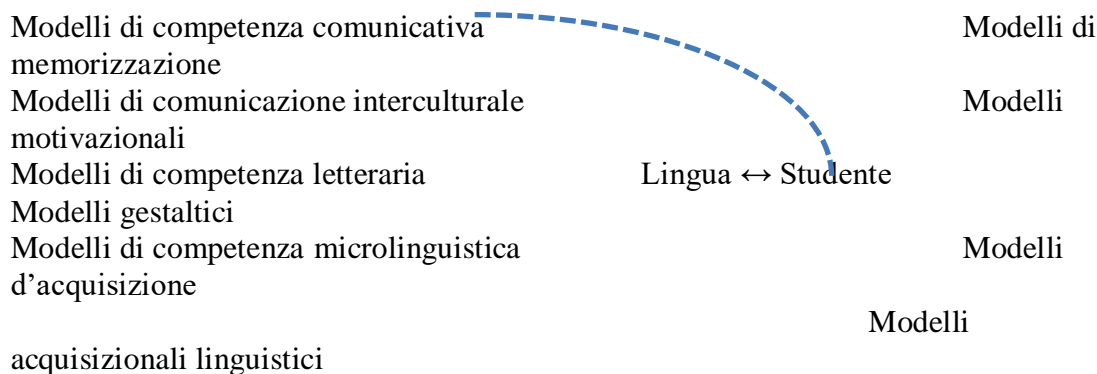 Modelli di competenza comunicativa Modelli di
memorizzazione
Modelli di comunicazione interculturale Modelli
motivazionali
Modelli di competenza letteraria Lingua ↔ Studente
Modelli gestaltici
Modelli di competenza microlinguistica Modelli
d’acquisizione
Modelli
acquisizionali linguistici